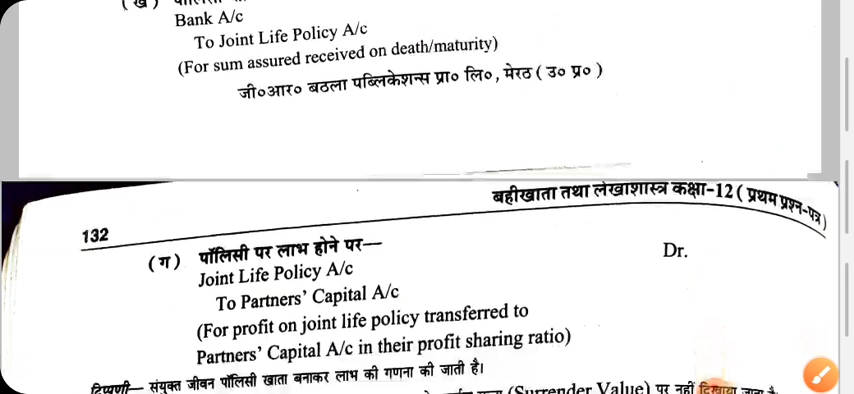 ( ख )
Bank A/c
To Joint Life Policy A/c
(For sum assured received on death/maturity)
जी०आर० बठला पब्लिकेशन्स प्रा० लि०, मेरठ ( उ० प्र० )
बहीखाता तथा लेखाशास्त्र कक्षा-12 ( प्रथम प्रश्न-पत्र)
132
( ग ) पॉलिसी पर लाभ होने पर—
Joint Life Policy A/c Dr.
To Partners' Capital A/c
(For profit on joint life policy transferred to
Partners' Capital A/c in their profit sharing ratio)
टिप्पणी— संयुक्त जीवन पॉलिसी खाता बनाकर लाभ की गणना की जाती है।
(Surrender Value) पर नहीं दिखाया जाता है